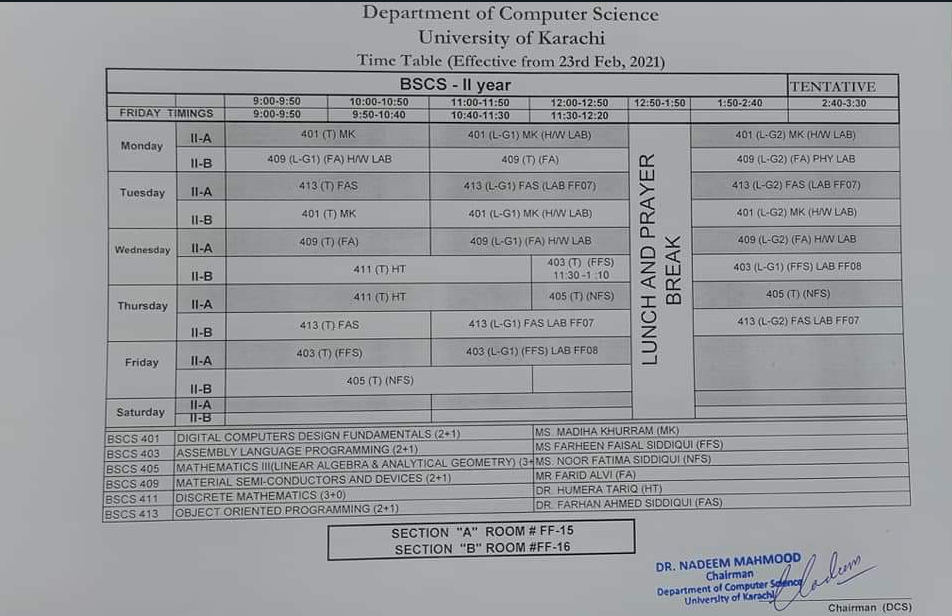 Department of Computer Science
University of Karachi
Time Table (Effective from 23rd Feb, 2021)
BSCS - II year TENTATIVE
9:00-9:50 10:00-10:50 11:00-11:50 12:00-12:50 12:50-1:50 1:50-2:40 2:40-3:30
FRIDAY TIMINGS 9:00-9:50 9:50-10:40 10:40-11:30 11:30-12:20
LUNCH AND PRAYER BREAK
Monday II-A 401 (T) MK 401 (L-G1) MK (H/W LAB) 401 (L-G2) MK (H/W LAB)
II-B 409 (L-G1) (FA) H/W LAB 409 (T) (FA) 409 (L-G2) (FA) PHY LAB
Tuesday II-A 413 (T) FAS 413 (L-G1) FAS (LAB FF07) 413 (L-G2) FAS (LAB FF07)
II-B 401 (T) MK 401 (L-G1) MK (H/W LAB) 401 (L-G2) MK (H/W LAB)
Wednesday II-A 409 (T) (FA) 409 (L-G1) (FA) H/W LAB 409 (L-G2) (FA) H/W LAB
II-B 411 (T) HT 403 (T) (FFS) 11:30 -1 :10 403 (L-G1) (FFS) LAB FF08
Thursday II-A 411 (T) HT 405 (T) (NFS) 405 (T) (NFS)
II-B 413 (T) FAS 413 (L-G1) FAS LAB FF07 413 (L-G2) FAS LAB FF07
Friday II-A 403 (T) (FFS) 403 (L-G1) (FFS) LAB FF08
II-B 405 (T) (NFS)
Saturday II-A
II-B
BSCS 401 DIGITAL COMPUTERS DESIGN FUNDAMENTALS (2+1) MS. MADIHA KHURRAM (MK)
BSCS 403 ASSEMBLY LANGUAGE PROGRAMMING (2+1) MS FARHEEN FAISAL SIDDIQUI (FFS)
BSCS 405 MATHEMATICS III(LINEAR ALGEBRA & ANALYTICAL GEOMETRY) (3+ MS. NOOR FATIMA SIDDIQUI (NFS)
BSCS 409 MATERIAL SEMI-CONDUCTORS AND DEVICES (2+1) MR FARID ALVI (FA)
BSCS 411 DISCRETE MATHEMATICS (3+0) DR. HUMERA TARIQ (HT)
BSCS 413 OBJECT ORIENTED PROGRAMMING (2+1) DR. FARHAN AHMED SIDDIQUI (FAS)
SECTION "A" ROOM # FF-15
SECTION "B" ROOM #FF-16
DR. NADEEM MAHMOOD
Chairman
Department of Computer Science
University of Karachi
Chairman (DCS)